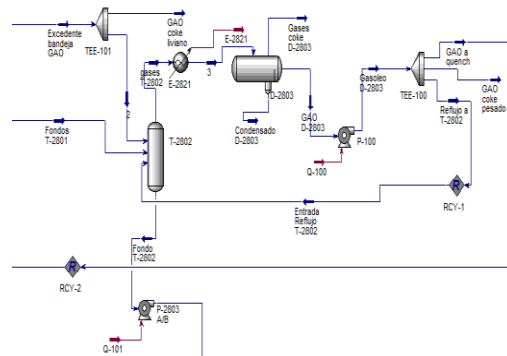 Excedente
bandeja
GAO
TEE-101
GAO
coke
liviano
E-2821
Gases
coke
D-2803
gases
T-2802
E-2821
3
D-2803
Condensado
D-2803
GAO
D-2803
Gasoleo
D-2803
P-100
Q-100
TEE-100
GAO a
quench
GAO
coke
pesado
Reflujo a
T-2802
2
Fondos
T-2801
T-2802
RCY-1
Entrada
Reflujo
T-2802
Fondo
T-2802
R
R
RCY-2
P-2803
A/B
Q-101